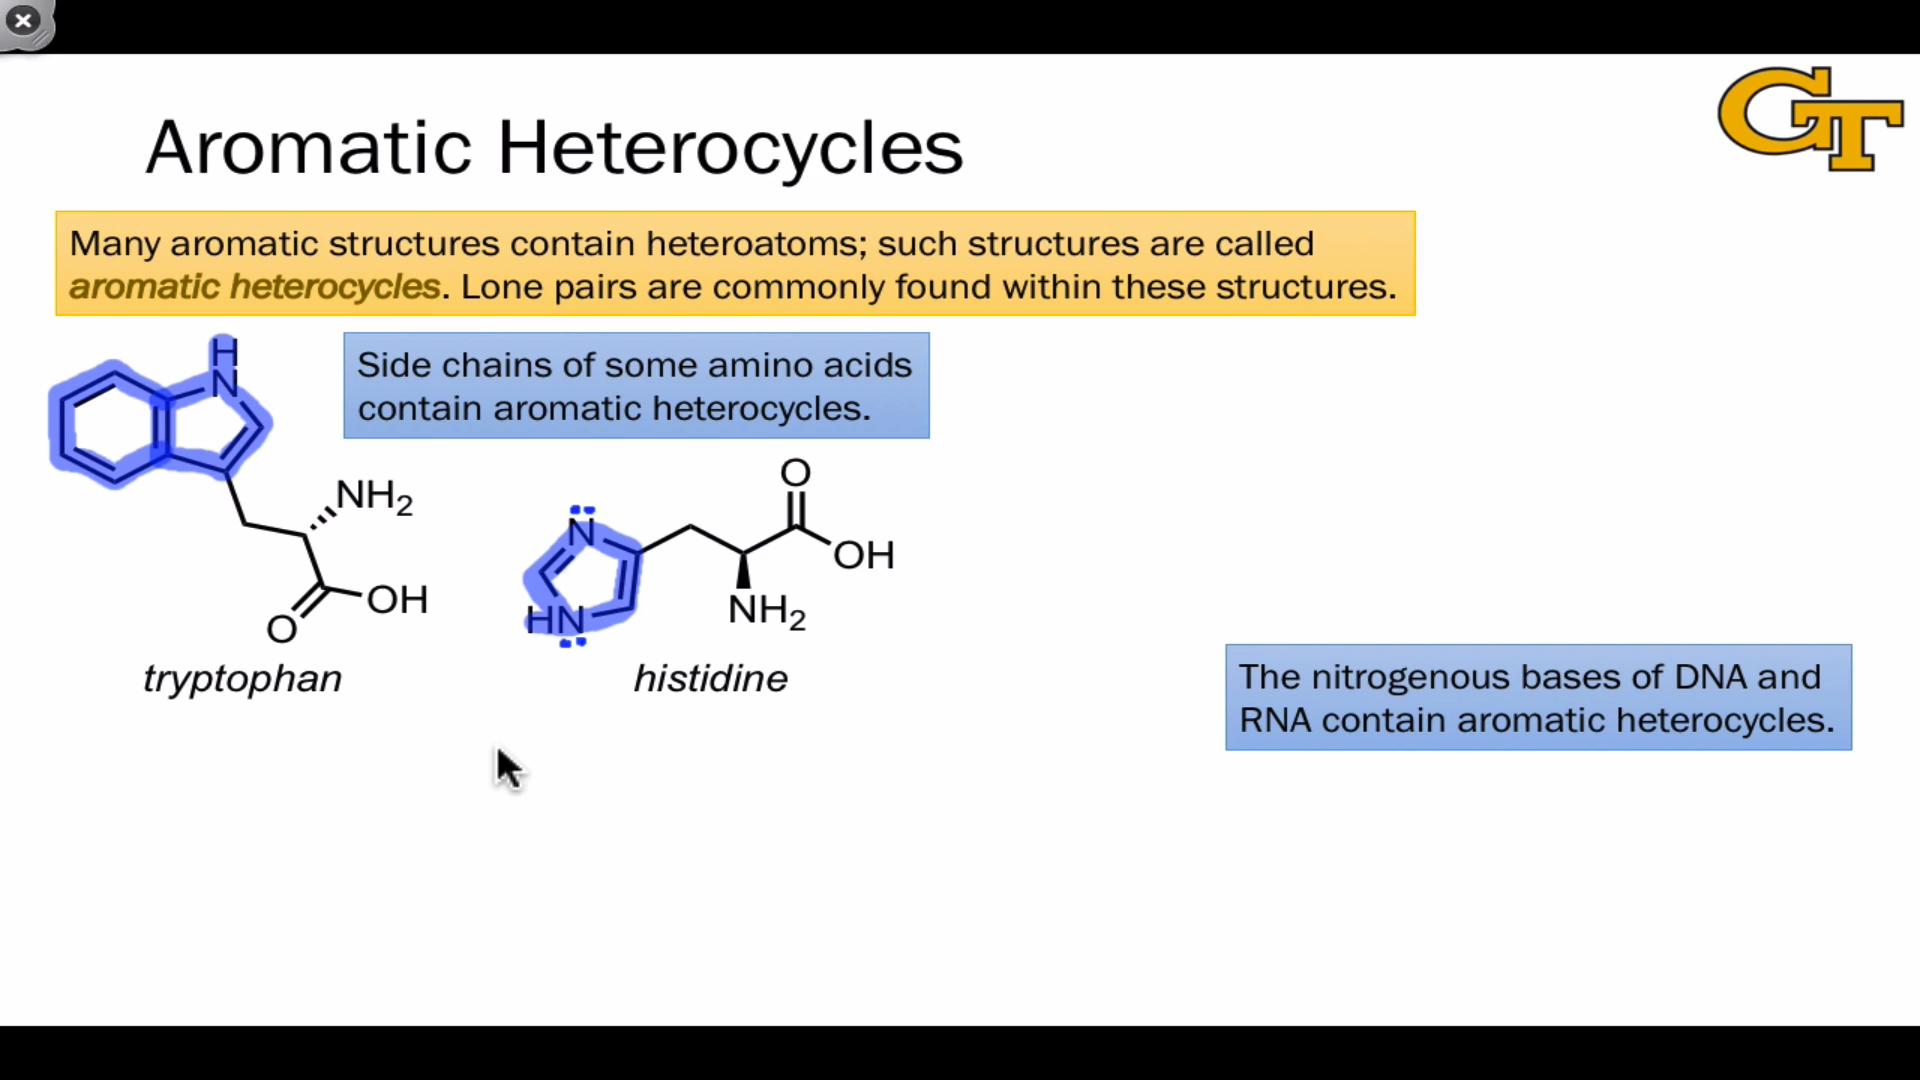 GT
Aromatic Heterocycles
Many aromatic structures contain heteroatoms; such structures are called
aromatic heterocycles. Lone pairs are commonly found within these structures.
Side chains of some amino acids
contain aromatic heterocycles.
H
N
NH2
OH
O
tryptophan
O
N
OH
HN
NH2
histidine
The nitrogenous bases of DNA and
RNA contain aromatic heterocycles.